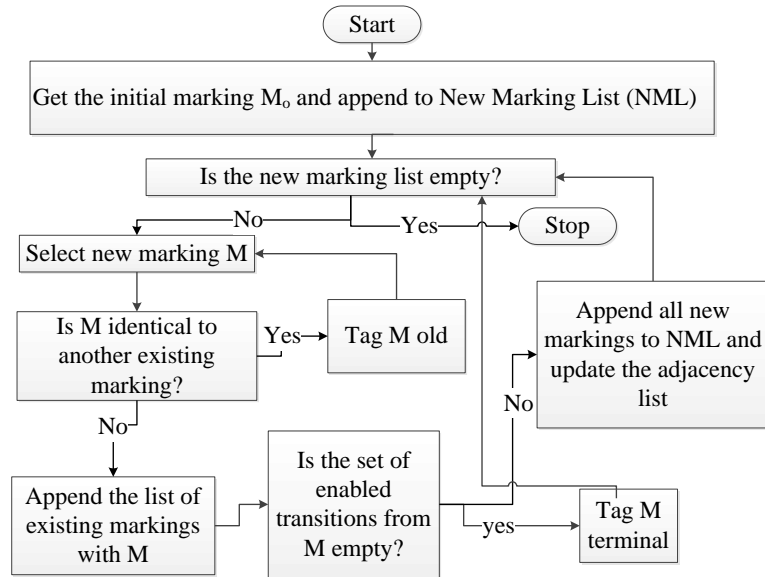 Start
Get the initial marking Mₒ and append to New Marking List (NML)
Is the new marking list empty?
No
Yes
Stop
Select new marking M
Is M identical to
another existing
marking?
Yes
Tag M old
Append all new
markings to NML and
update the adjacency
list
No
No
Append the list of
existing markings
with M
Is the set of
enabled
transitions from
M empty?
yes
Tag M
terminal